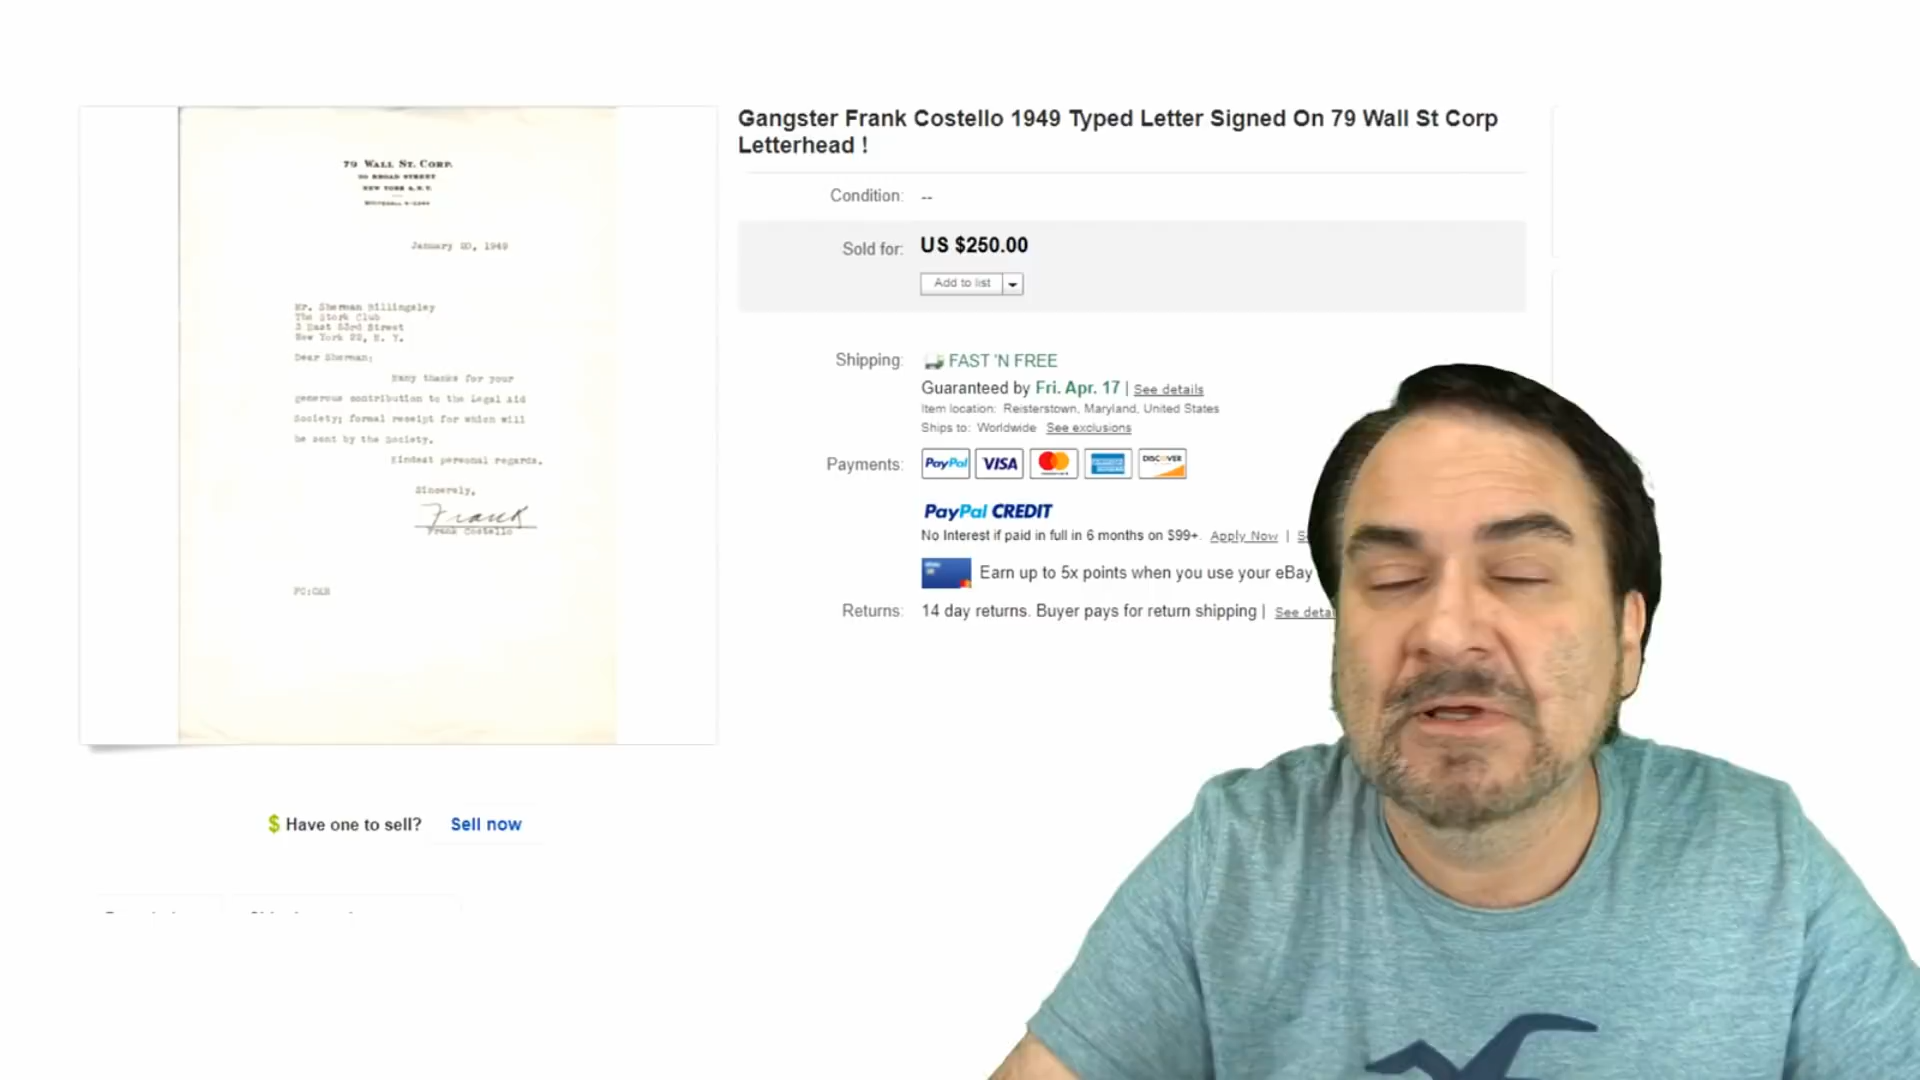 79 WALL ST. CORP.
BROAD STREET
NEW YORK 4, N. Y.
January 20, 1949
Mr. Sherman Billingsley
The Stork Club
3 East 53rd Street
New York 22, N. Y.
Dear Sherman:
Many thanks for your
generous contribution to the Legal Aid
Society; formal receipt for which will
be sent by the Society.
Kindest personal regards.
Sincerely,
Frank
Frank Costello
Have one to sell? Sell now
Gangster Frank Costello 1949 Typed Letter Signed On 79 Wall St Corp
Letterhead !
Condition: --
Sold for: US $250.00
Add to list
Shipping: FAST 'N FREE
Guaranteed by Fri. Apr. 17 | See details
Item location: Reisterstown, Maryland, United States
Ships to: Worldwide See exclusions
Payments: PayPal VISA DISCOVER
PayPal CREDIT
No Interest if paid in full in 6 months on $99+. Apply Now |
Earn up to 5x points when you use your eBay
Returns: 14 day returns. Buyer pays for return shipping | See